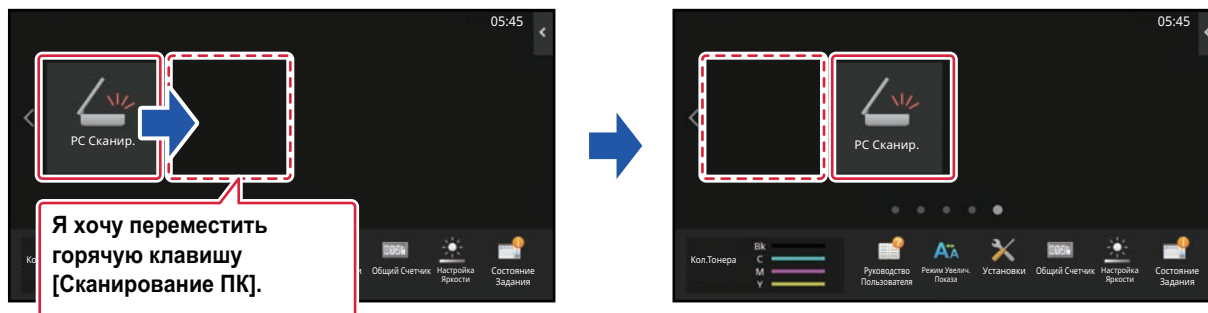 05:45
PC Сканир.
Я хочу переместить
горячую клавишу
[Сканирование ПК].
Общий Счетчик
Настройка
Яркости
Состояние
Задания
05:45
PC Сканир.
Кол.Тонера
Bk
C
M
Y
Руководство
Пользователя
Режим Увелич.
Показа
Установки
Общий Счетчик
Настройка
Яркости
Состояние
Задания